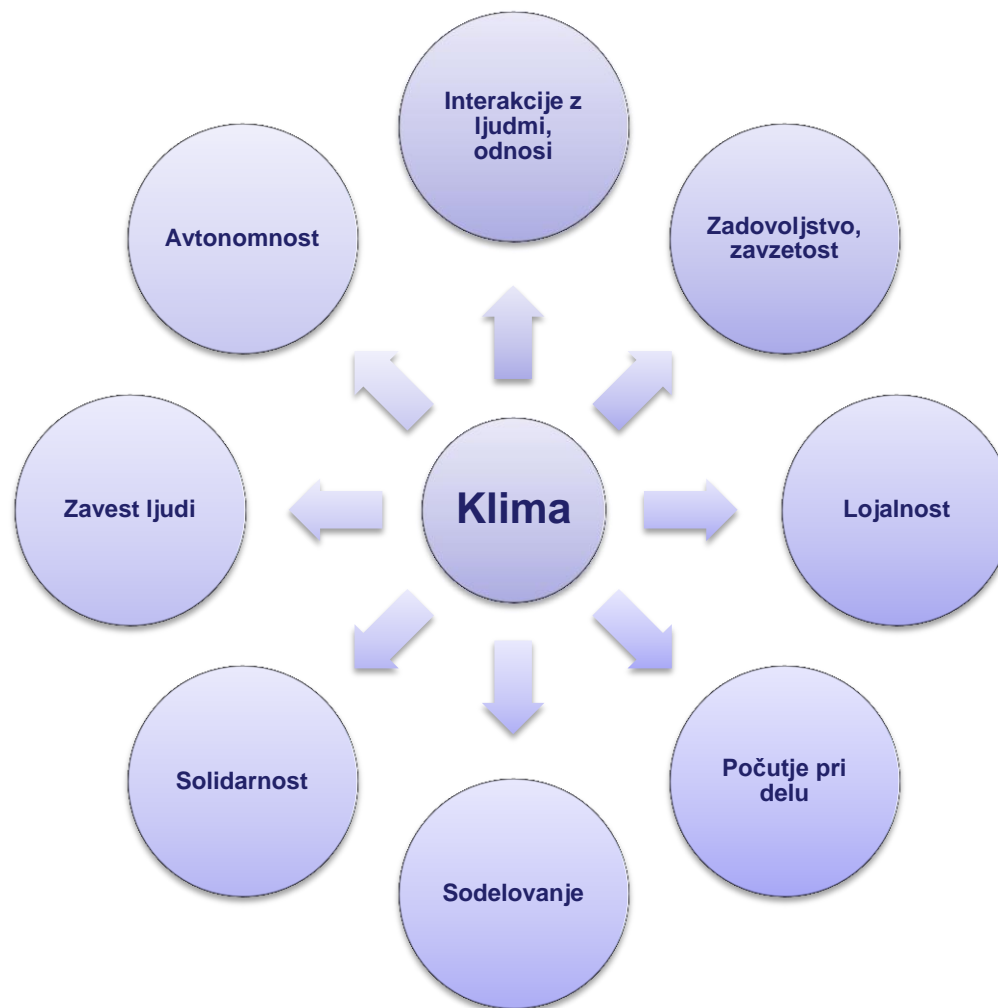 Interakcije z
ljudmi,
odnosi
Zadovoljstvo,
zavzetost
Lojalnost
Počutje pri
delu
Sodelovanje
Solidarnost
Zavest ljudi
Avtonomnost
Klima